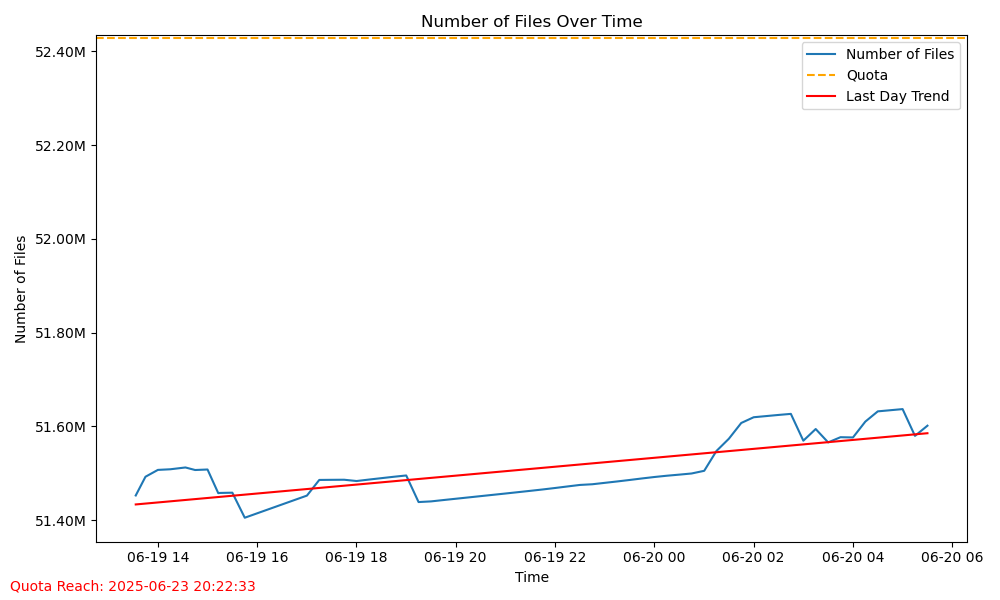 Number of Files Over Time
52.40M
52.20M
52.00M
51.80M
51.60M
51.40M
Number of Files
Number of Files
Quota
Last Day Trend
06-19 14
06-19 16
06-19 18
06-19 20
06-19 22
06-20 00
06-20 02
06-20 04
06-20 06
Time
Quota Reach: 2025-06-23 20:22:33